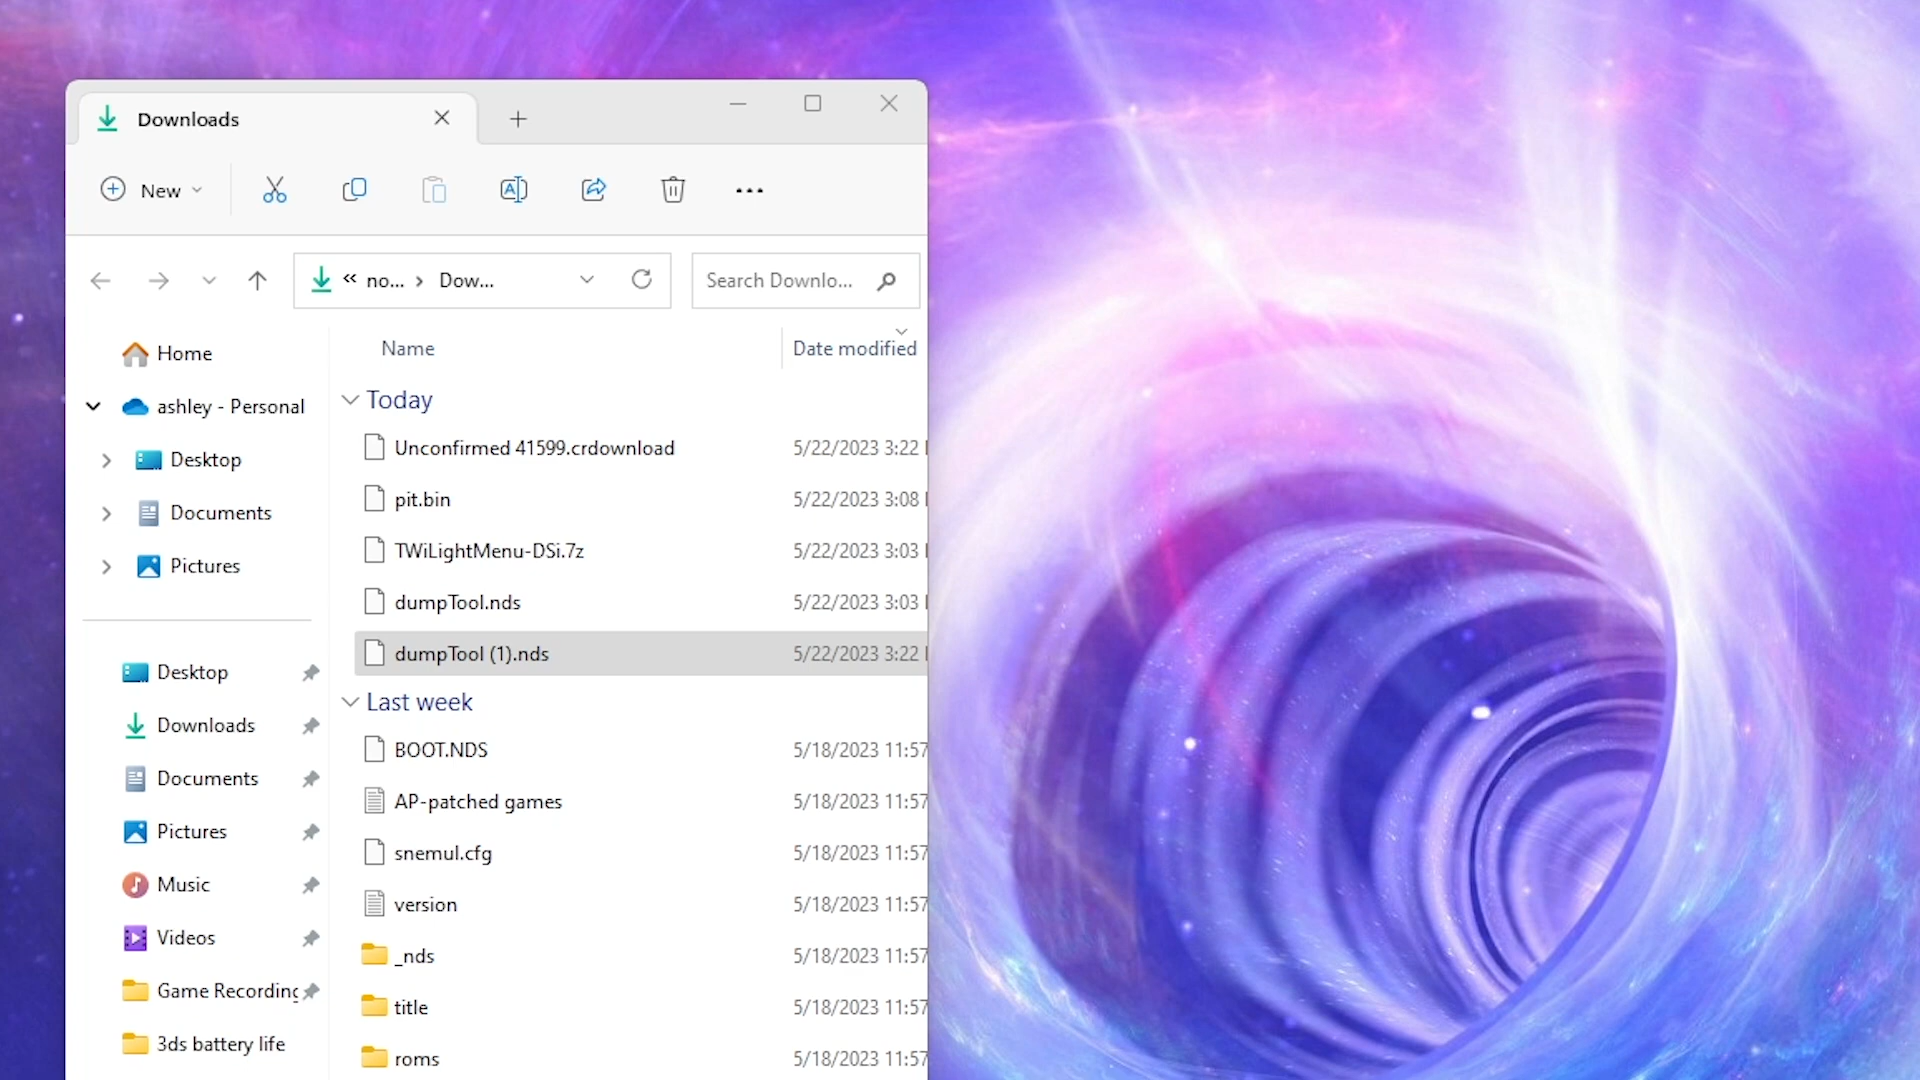 Downloads
New
« no... › Dow...
Search Downlo...
Home
ashley - Personal
Desktop
Documents
Pictures
Desktop
Downloads
Documents
Pictures
Music
Videos
Game Recording
3ds battery life
Name Date modified
Today
Unconfirmed 41599.crdownload 5/22/2023 3:22
pit.bin 5/22/2023 3:08
TWiLightMenu-DSi.7z 5/22/2023 3:03
dumpTool.nds 5/22/2023 3:03
dumpTool (1).nds 5/22/2023 3:22
Last week
BOOT.NDS 5/18/2023 11:57
AP-patched games 5/18/2023 11:57
snemul.cfg 5/18/2023 11:57
version 5/18/2023 11:57
_nds 5/18/2023 11:57
title 5/18/2023 11:57
roms 5/18/2023 11:57